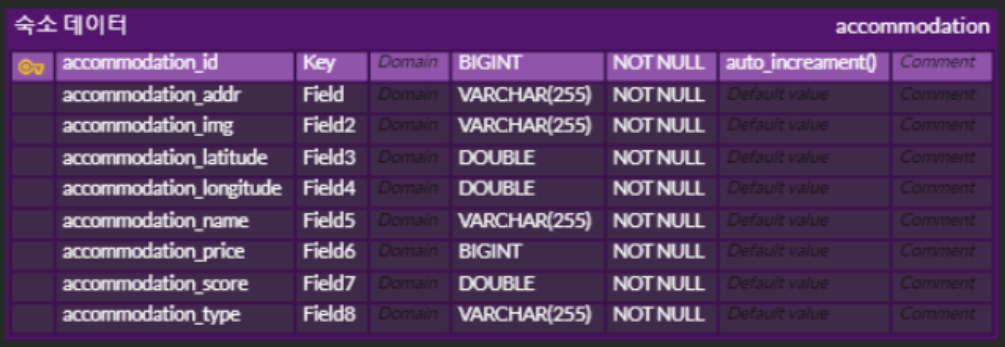 숙소 데이터 accommodation
accommodation_id Key Domain BIGINT NOT NULL auto_increament() Comment
accommodation_addr Field Domain VARCHAR(255) NOT NULL Default value Comment
accommodation_img Field2 Domain VARCHAR(255) NOT NULL Default value Comment
accommodation_latitude Field3 Domain DOUBLE NOT NULL Default value Comment
accommodation_longitude Field4 Domain DOUBLE NOT NULL Default value Comment
accommodation_name Field5 Domain VARCHAR(255) NOT NULL Default value Comment
accommodation_price Field6 Domain BIGINT NOT NULL Default value Comment
accommodation_score Field7 Domain DOUBLE NOT NULL Default value Comment
accommodation_type Field8 Domain VARCHAR(255) NOT NULL Default value Comment